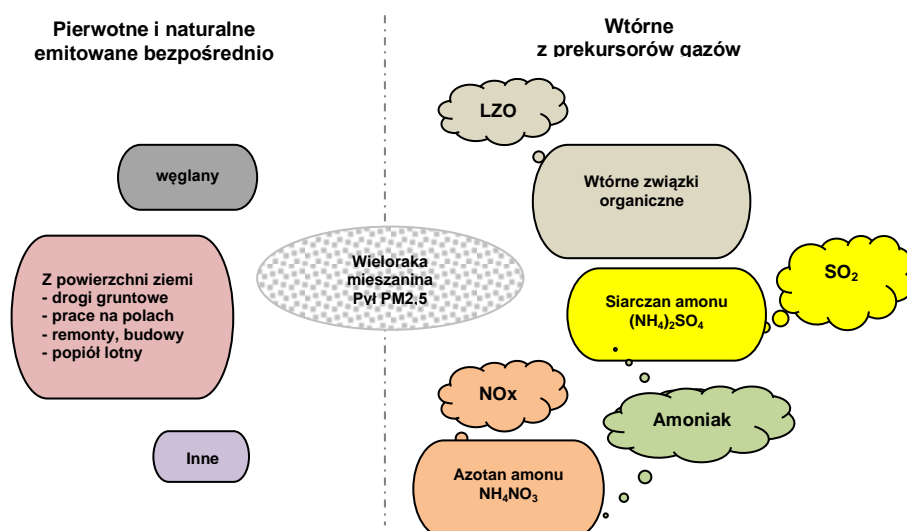 Pierwotne i naturalne
emitowane bezpośrednio
Wtórne
z prekursorów gazów
LZO
węglany
Wtórne związki
organiczne
Z powierzchni ziemi
- drogi gruntowe
- prace na polach
- remonty, budowy
- popiół lotny
Wieloraka
mieszanina
Pył PM2.5
SO₂
Siarczan amonu
(NH₄)₂SO₄
NOx
Amoniak
Inne
Azotan amonu
NH₄NO₃